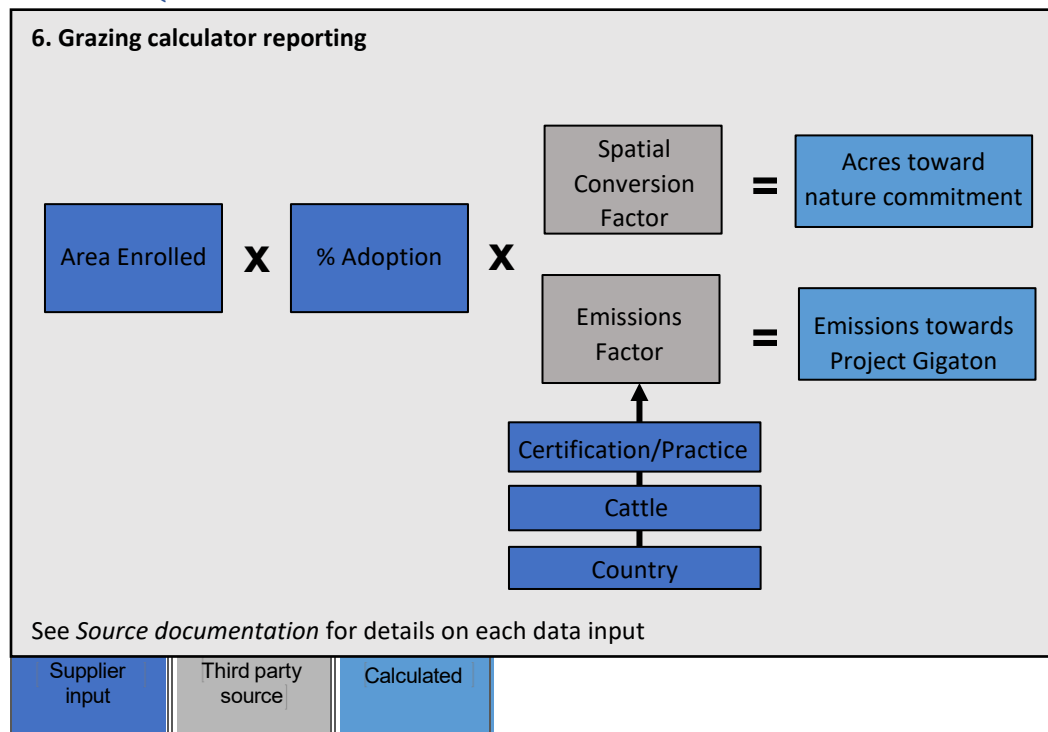 6. Grazing calculator reporting
Spatial
Conversion
Factor
=
Acres toward
nature commitment
Area Enrolled
x
% Adoption
x
Emissions
Factor
=
Emissions towards
Project Gigaton
Certification/Practice
Cattle
Country
See Source documentation for details on each data input
Supplier
input
Third party
source
Calculated